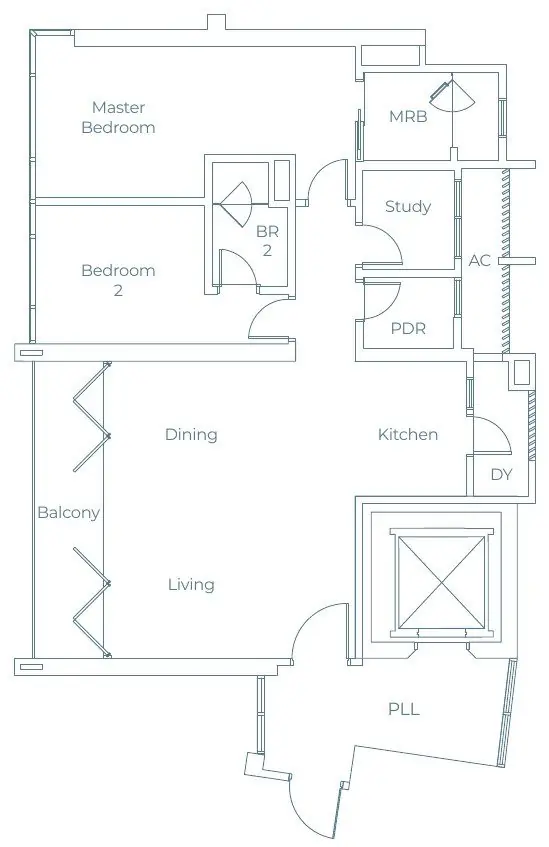 Master
Bedroom
MRB
Study
BR
2
Bedroom
2
AC
PDR
Dining
Kitchen
DY
Balcony
Living
PLL